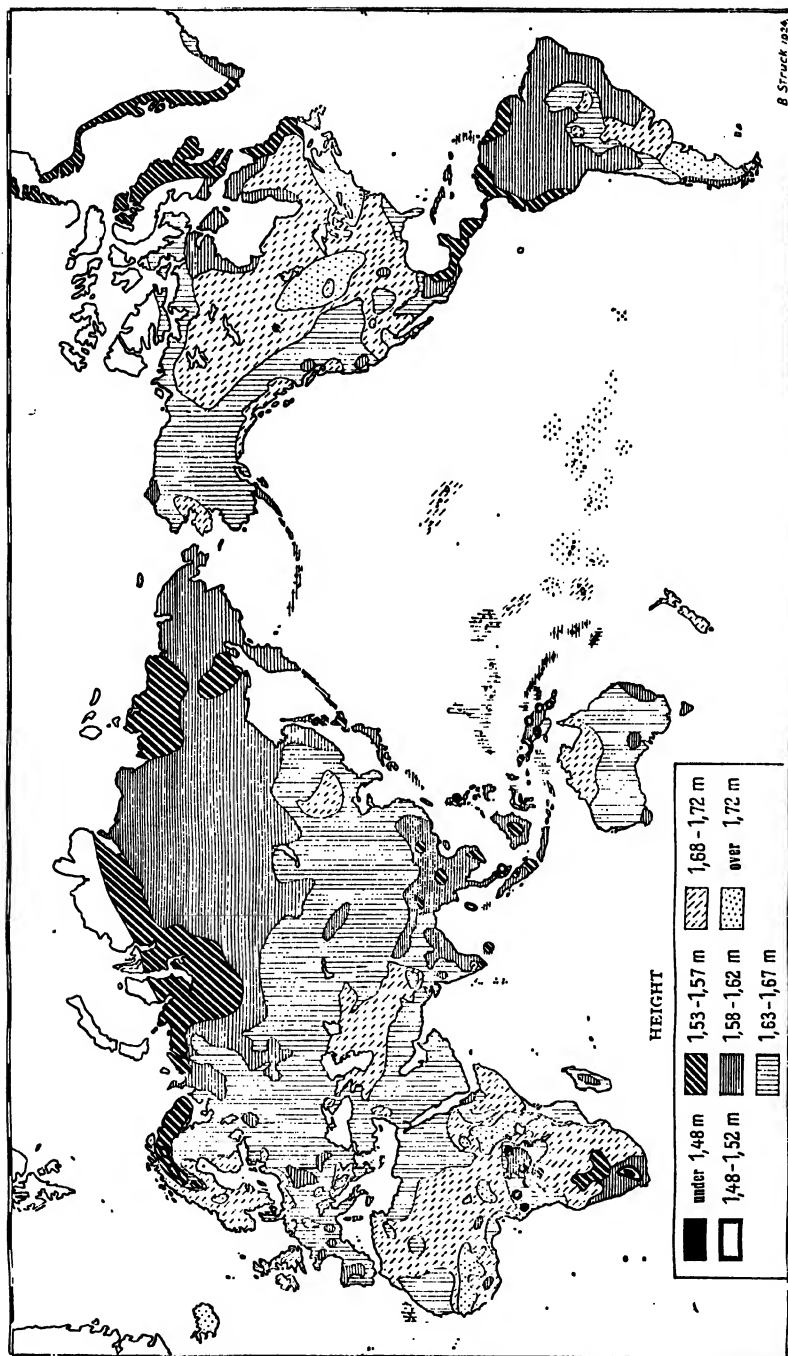 HEIGHT
under 1,48 m
1,48 – 1,52 m
1,53 – 1,57 m
1,58 – 1,62 m
1,63 – 1,67 m
1,68 – 1,72 m
over 1,72 m
B Struck 1924.